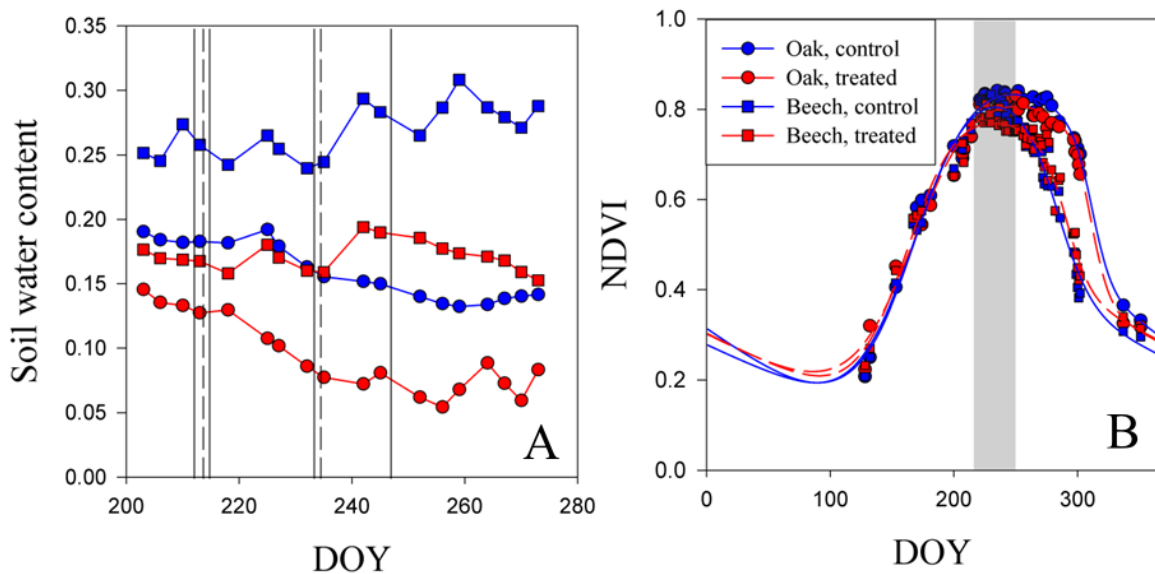 0.35
0.30
0.25
0.20
0.15
0.10
0.05
0.00
Soil water content
200
220
240
260
280
DOY
A
1.0
0.8
0.6
0.4
0.2
0.0
NDVI
Oak, control
Oak, treated
Beech, control
Beech, treated
0
100
200
300
DOY
B